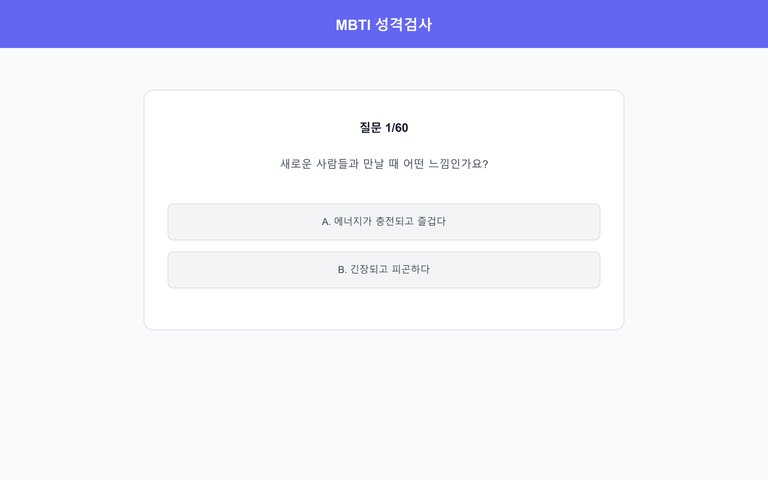 MBTI 성격검사
질문 1/60
새로운 사람들과 만날 때 어떤 느낌인가요?
A. 에너지가 충전되고 즐겁다
B. 긴장되고 피곤하다